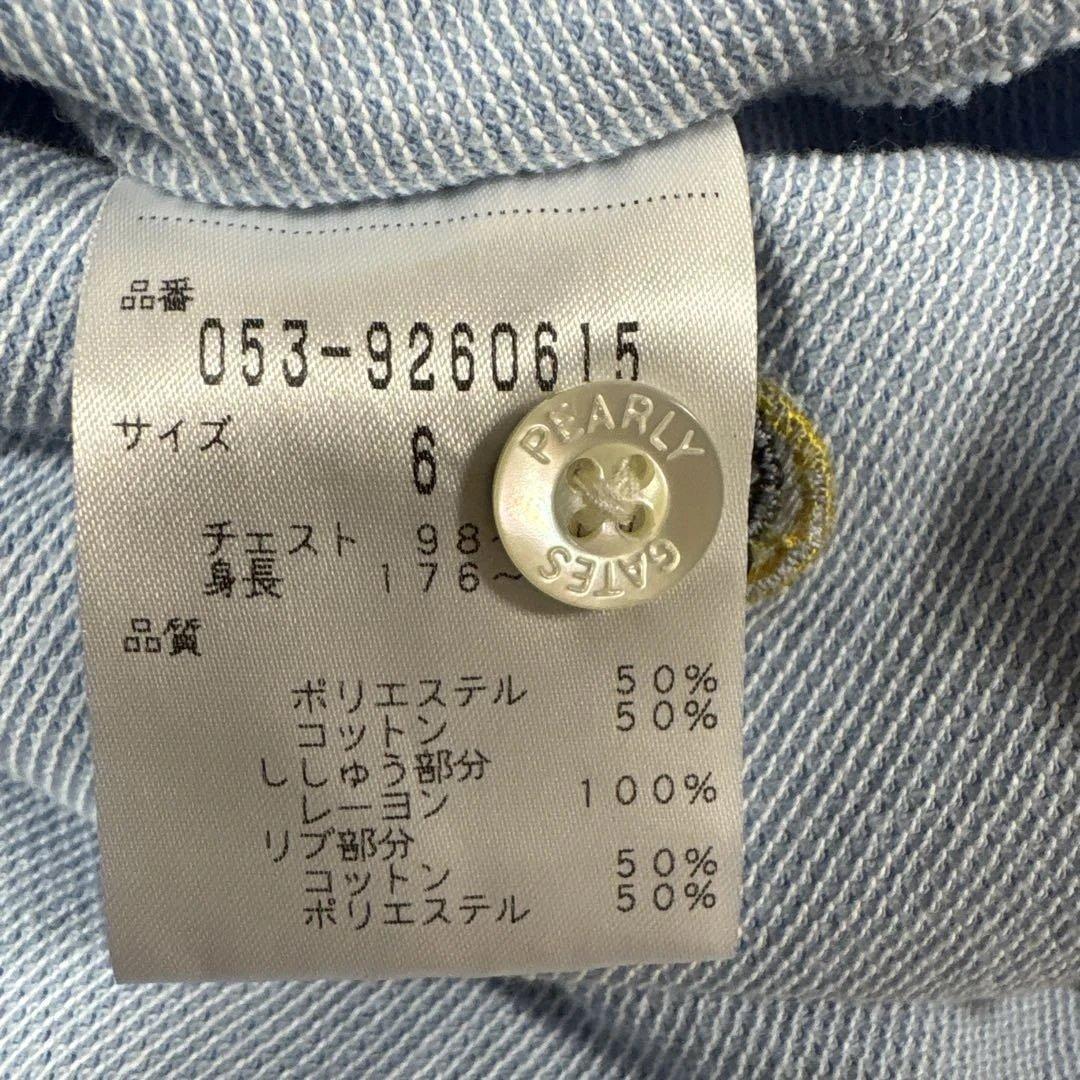 品番
053-9260615
サイズ 6
チェスト 98~
身長 176~
品質
ポリエステル 50%
コットン 50%
ししゅう部分
レーヨン 100%
リブ部分
コットン 50%
ポリエステル 50%
PEARLY
GATES